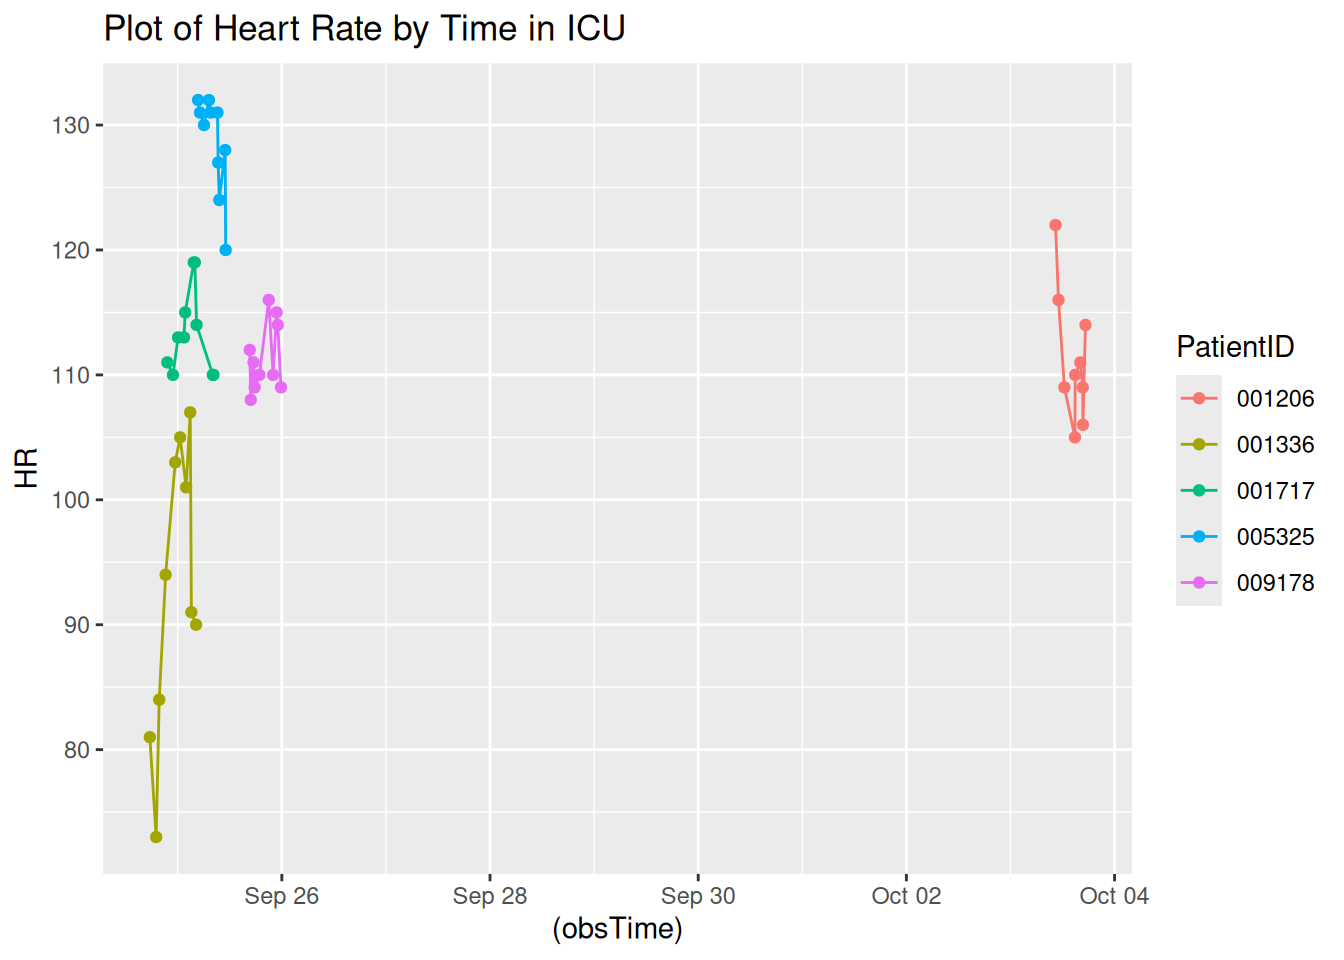 Plot of Heart Rate by Time in ICU
130
120
110
100
90
80
HR
Sep 26
Sep 28
Sep 30
Oct 02
Oct 04
(obsTime)
PatientID
001206
001336
001717
005325
009178